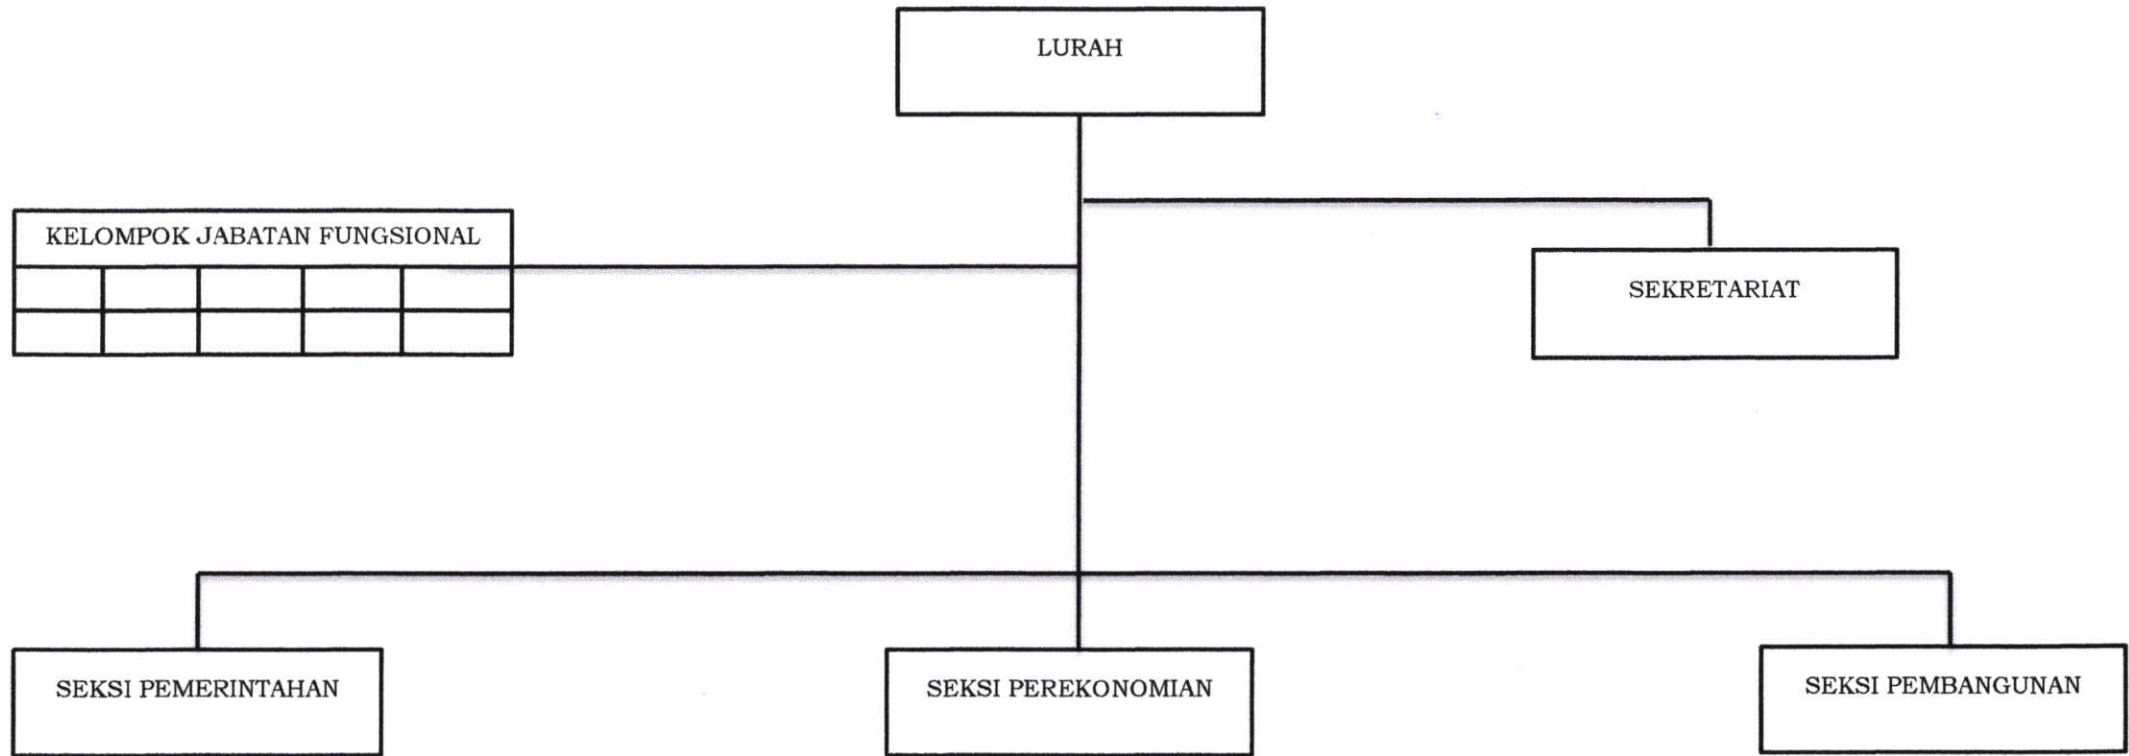 LURAH
KELOMPOK JABATAN FUNGSIONAL
SEKRETARIAT
SEKSI PEMERINTAHAN
SEKSI PEREKONOMIAN
SEKSI PEMBANGUNAN